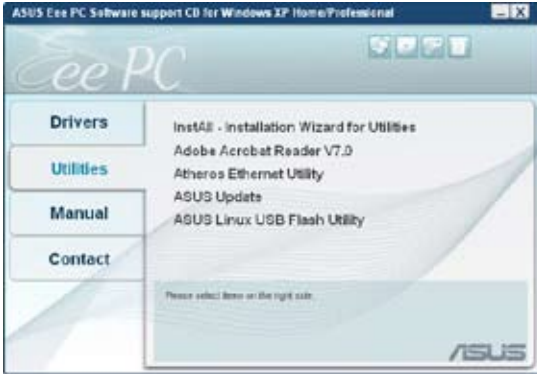 ASUS Eee PC Software support CD for Windows XP Home/Professional
Eee PC
Drivers
Utilities
Manual
Contact
InstAll - Installation Wizard for Utilities
Adobe Acrobat Reader V7.0
Atheros Ethernet Utility
ASUS Update
ASUS Linux USB Flash Utility
Please select items on the right side.
ASUS